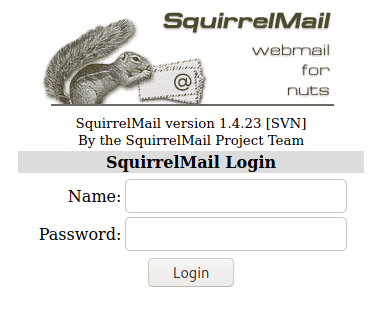 SquirrelMail
webmail
for
nuts
@
SquirrelMail version 1.4.23 [SVN]
By the SquirrelMail Project Team
SquirrelMail Login
Name:
Password:
Login